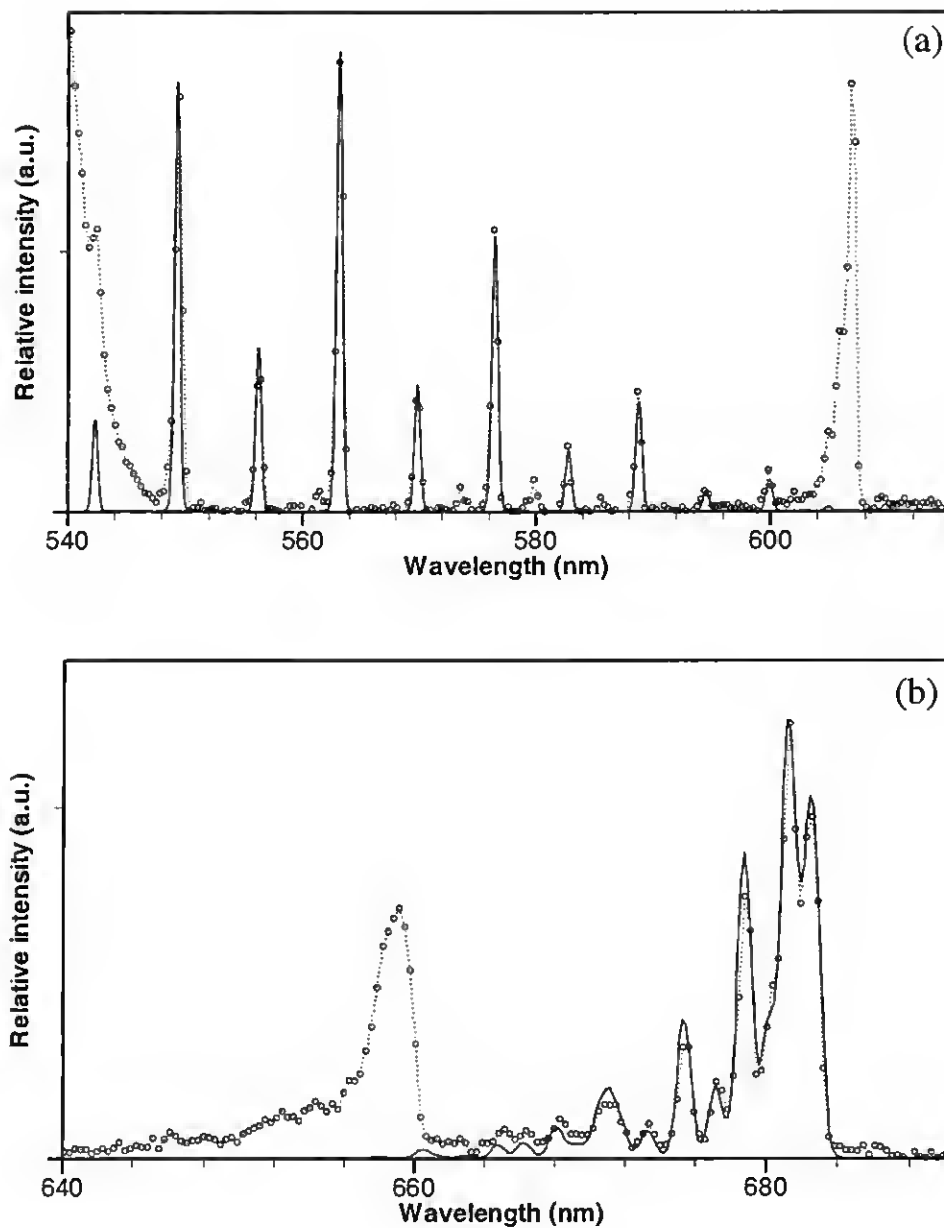 (a)
Relative intensity (a.u.)
540 560 580 600
Wavelength (nm)
(b)
Relative intensity (a.u.)
640 660 680
Wavelength (nm)